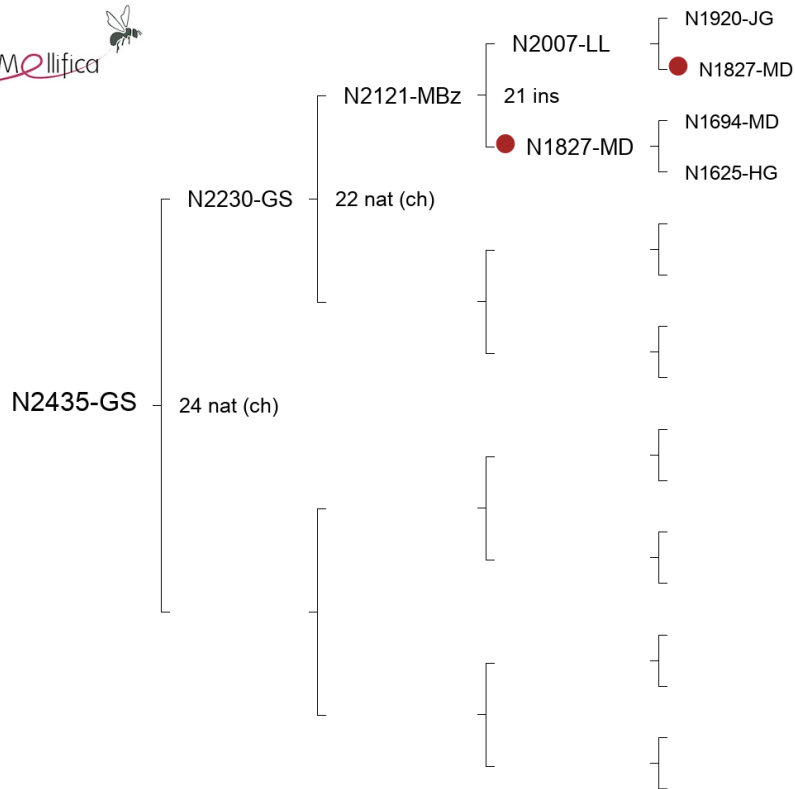 Mellifica
N1920-JG
N2007-LL
N1827-MD
N2121-MBz
21 ins
N1694-MD
N1827-MD
N1625-HG
N2230-GS
22 nat (ch)
N2435-GS
24 nat (ch)